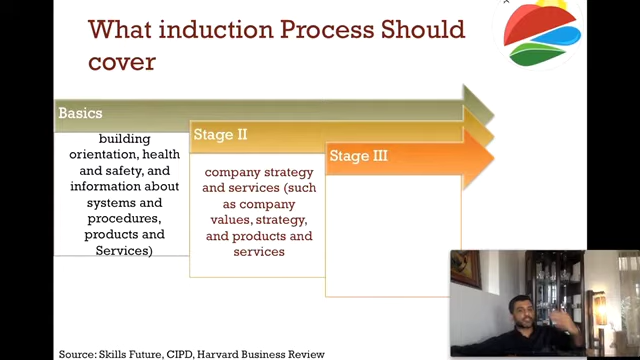 What induction Process Should
cover
Basics
building
orientation, health
and safety, and
information about
systems and
procedures,
products and
Services)
Stage II
company strategy
and services (such
as company
values, strategy,
and products and
services
Stage III
Source: Skills Future, CIPD, Harvard Business Review